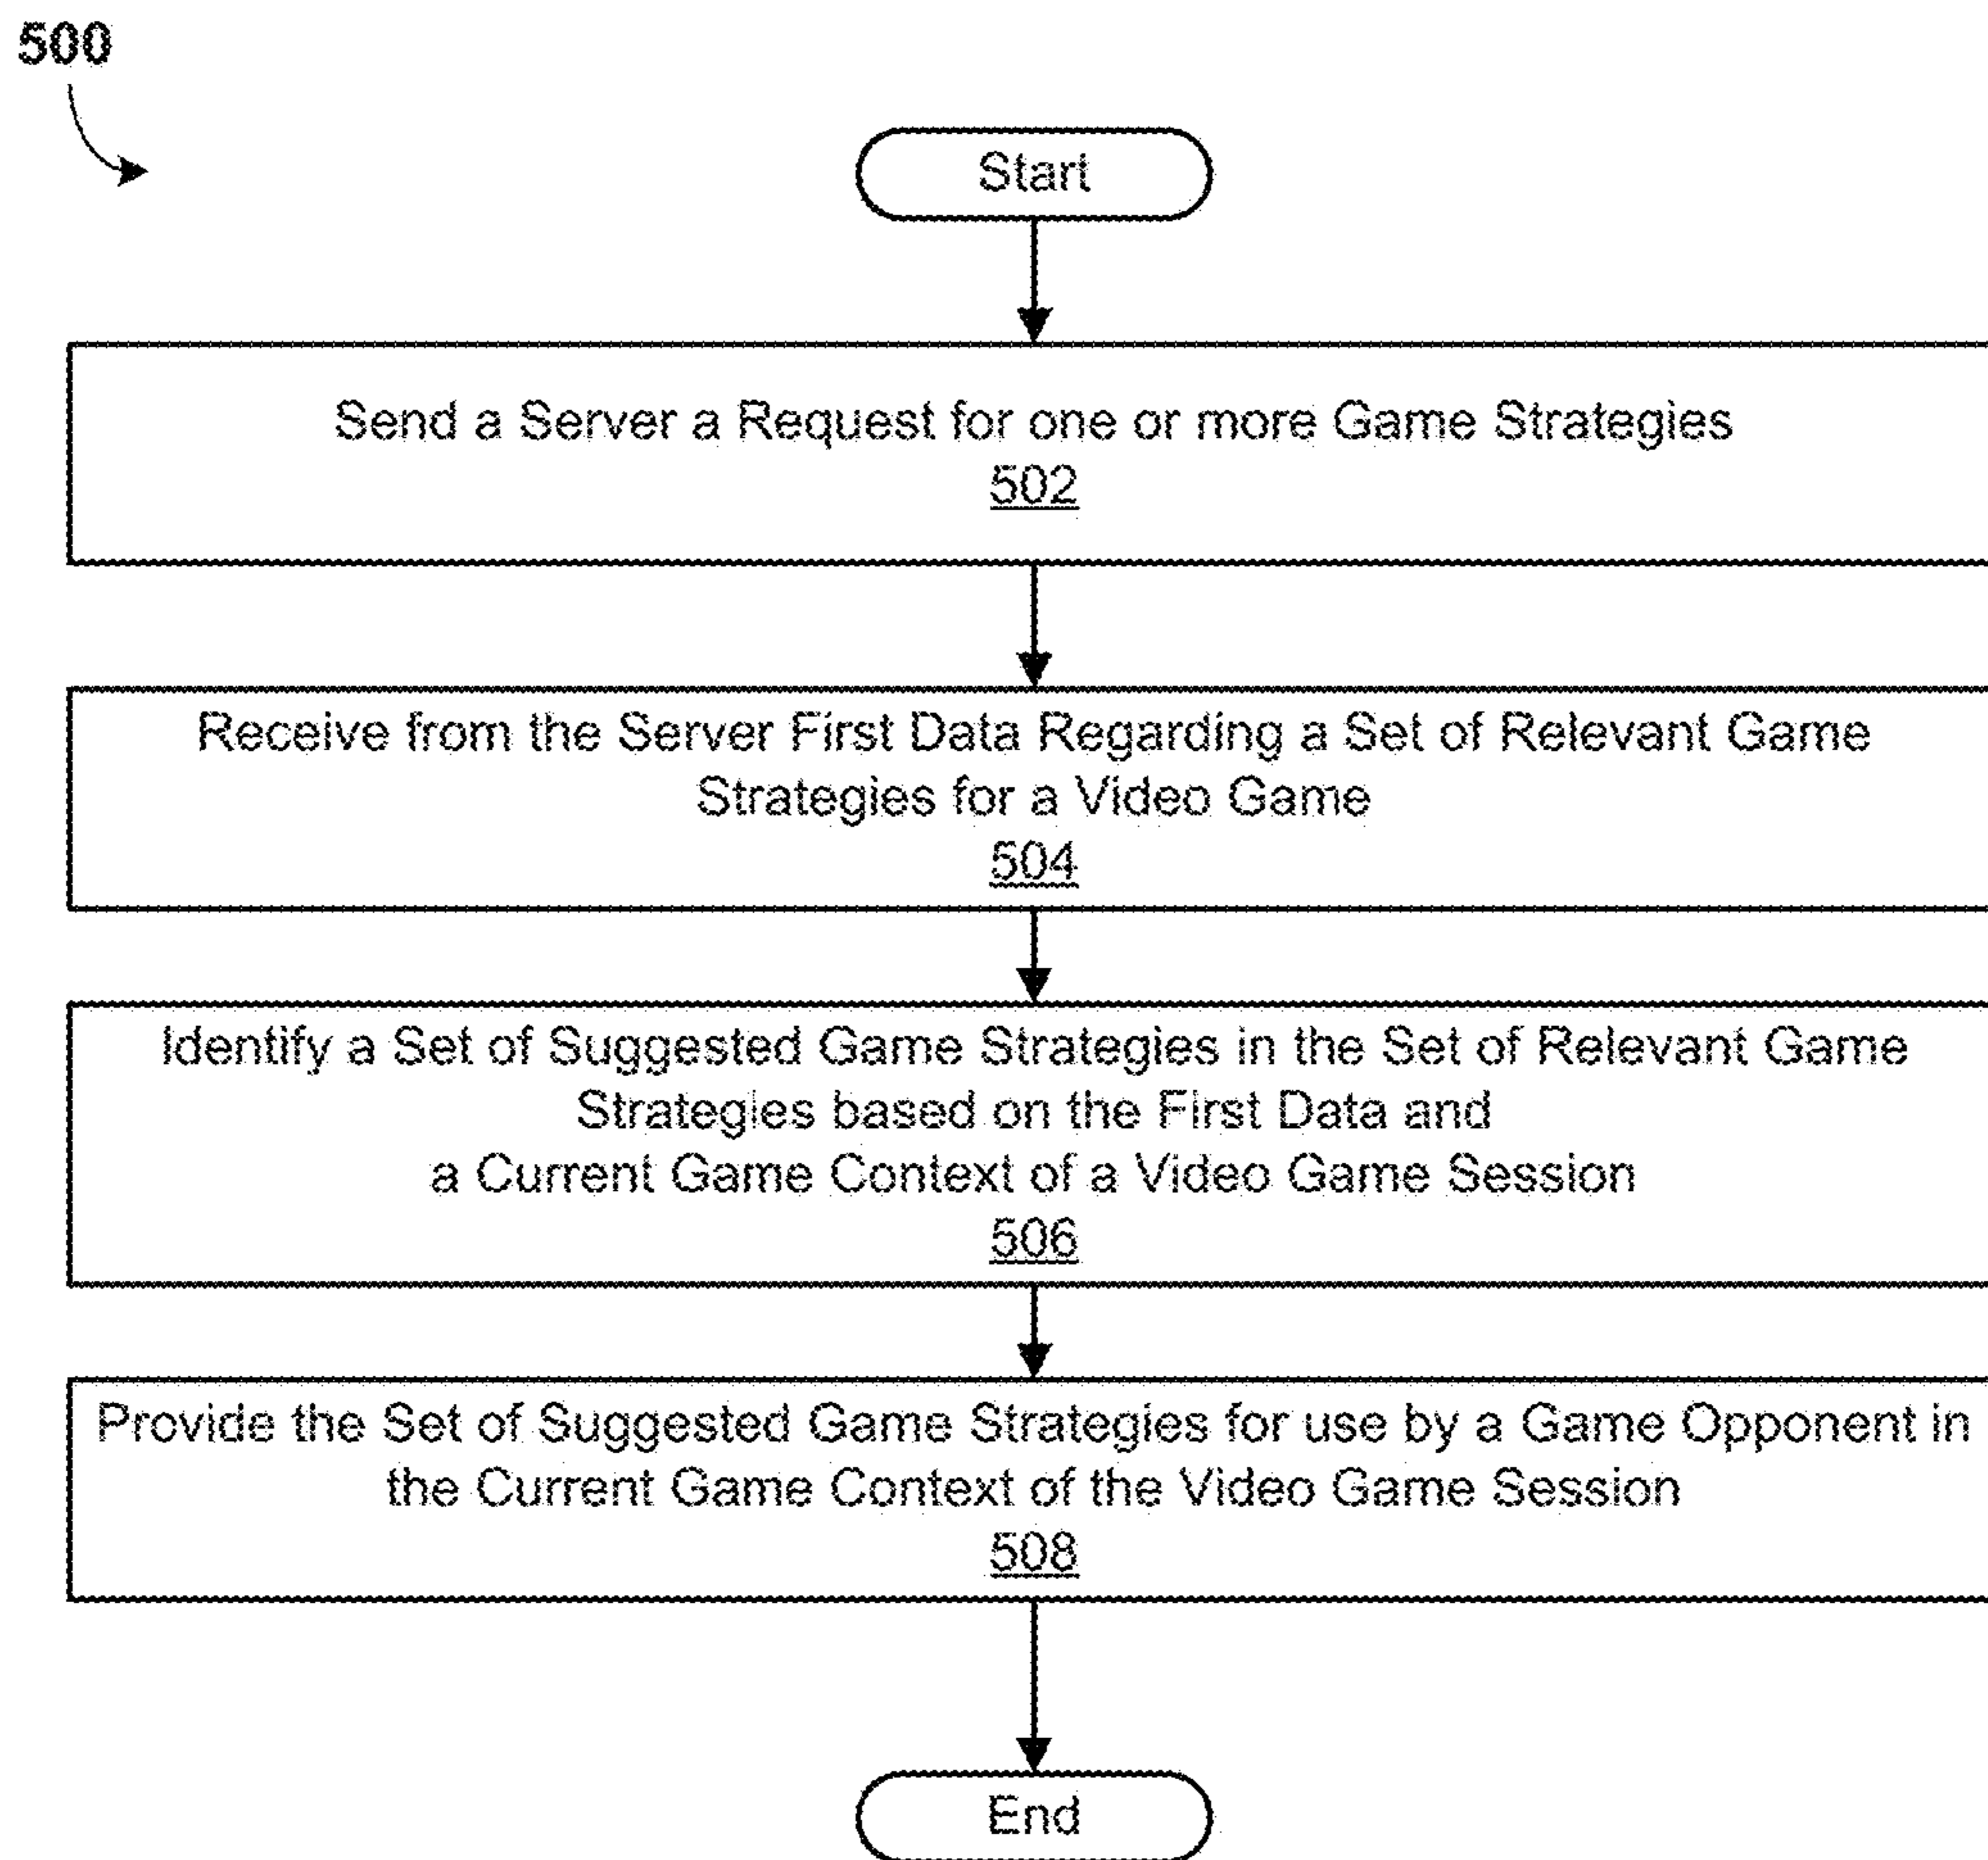 500
Start
Send a Server a Request for one or more Game Strategies
502
Receive from the Server First Data Regarding a Set of Relevant Game
Strategies for a Video Game
504
Identify a Set of Suggested Game Strategies in the Set of Relevant Game
Strategies based on the First Data and
a Current Game Context of a Video Game Session
506
Provide the Set of Suggested Game Strategies for use by a Game Opponent in
the Current Game Context of the Video Game Session
508
End